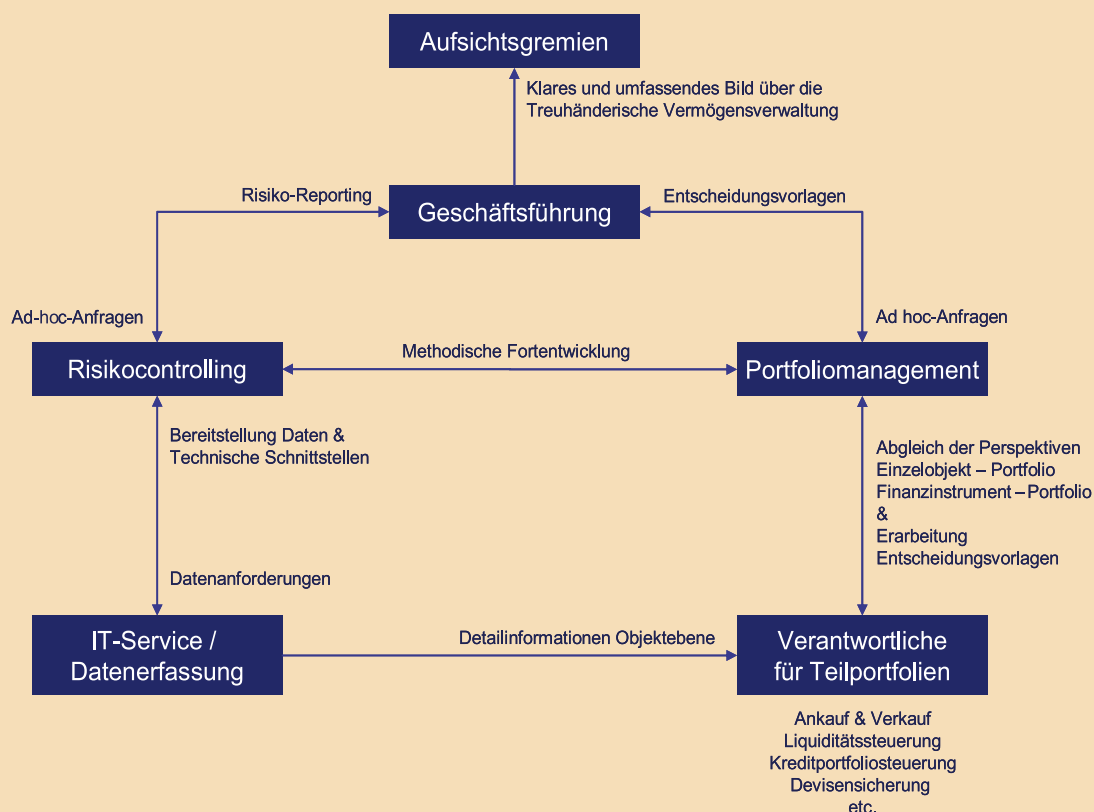 Aufsichtsgremien
Klares und umfassendes Bild über die
Treuhänderische Vermögensverwaltung
Risiko-Reporting
Geschäftsführung
Entscheidungsvorlagen
Ad-hoc-Anfragen
Ad hoc-Anfragen
Risikocontrolling
Methodische Fortentwicklung
Portfoliomanagement
Bereitstellung Daten &
Technische Schnittstellen
Abgleich der Perspektiven
Einzelobjekt – Portfolio
Finanzinstrument – Portfolio
&
Erarbeitung
Entscheidungsvorlagen
Datenanforderungen
IT-Service /
Datenerfassung
Detailinformationen Objektebene
Verantwortliche
für Teilportfolien
Ankauf & Verkauf
Liquiditätssteuerung
Kreditportfoliosteuerung
Devisensicherung
etc.